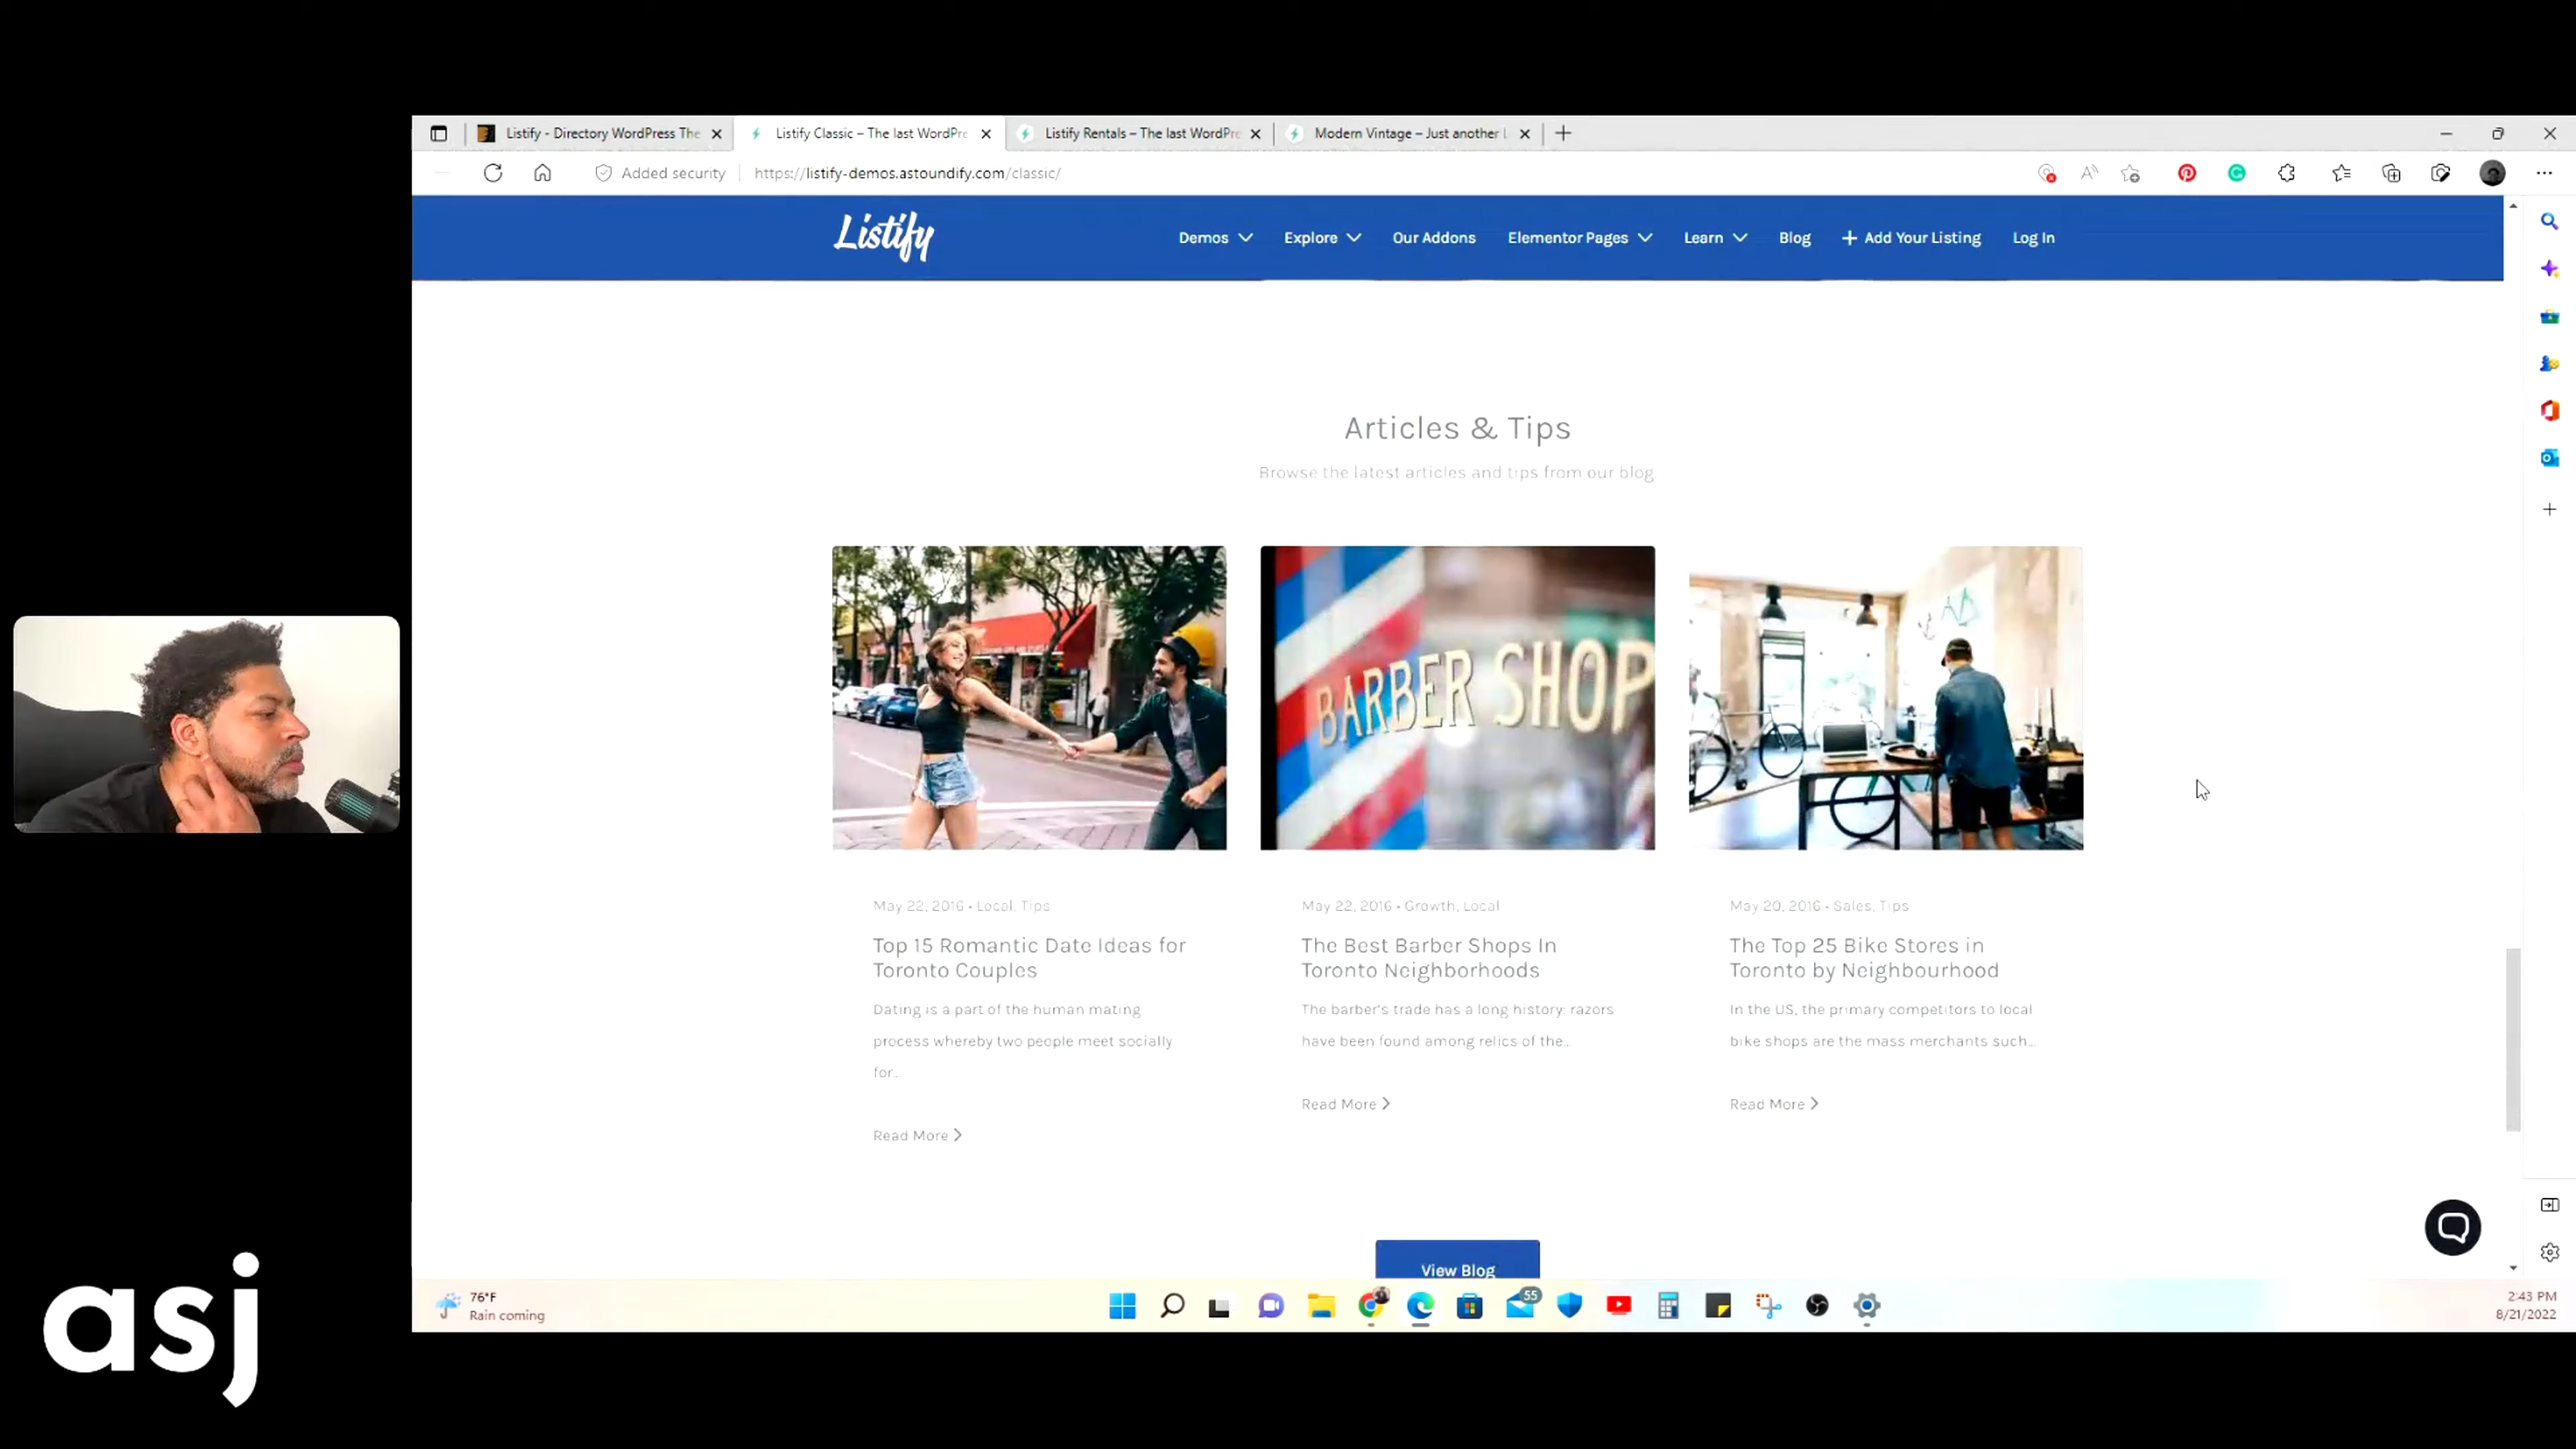 Listify - Directory WordPress The
Listify Classic – The last WordPre
Listify Rentals – The last WordPre
Modern Vintage – Just another
Added security
https://listify-demos.astoundify.com/classic/
Listify
Demos
Explore
Our Addons
Elementor Pages
Learn
Blog
Add Your Listing
Log In
Articles & Tips
Browse the latest articles and tips from our blog.
BARBER SHOP
May 22, 2016 • Local, Tips
Top 15 Romantic Date Ideas for
Toronto Couples
Dating is a part of the human mating
process whereby two people meet socially
for...
Read More
May 22, 2016 • Growth, Local
The Best Barber Shops In
Toronto Neighborhoods
The barber's trade has a long history: razors
have been found among relics of the...
Read More
May 20, 2016 • Sales, Tips
The Top 25 Bike Stores in
Toronto by Neighbourhood
In the US, the primary competitors to local
bike shops are the mass merchants such...
Read More
View Blog
asj
76°F
Rain coming
55
2:43 PM
8/21/2022